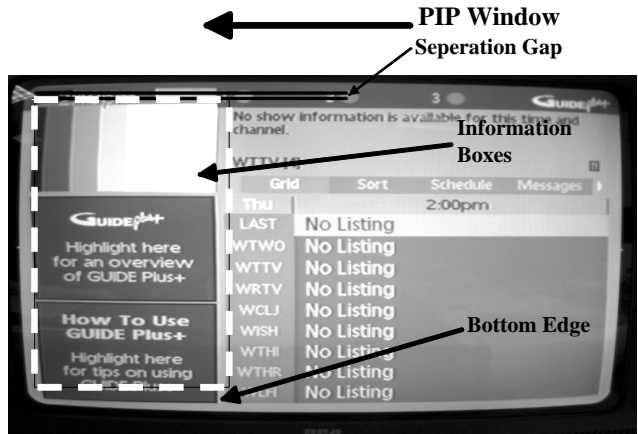 PIP Window
Seperation Gap
3
GUIDE plus+
No show information is available for this time and
channel.
Information
Boxes
WTTV [4]
Grid Sort Schedule Messages
Thu 2:00pm
LAST No Listing
WTWO No Listing
WTTV No Listing
WRTV No Listing
WCLJ No Listing
WISH No Listing
WTHI No Listing
WTHR No Listing
WLFI No Listing
GUIDE plus+
Highlight here
for an overview
of GUIDE Plus+
How To Use
GUIDE Plus+
Highlight here
for tips on using
GUIDE Plus+
Bottom Edge
RCA